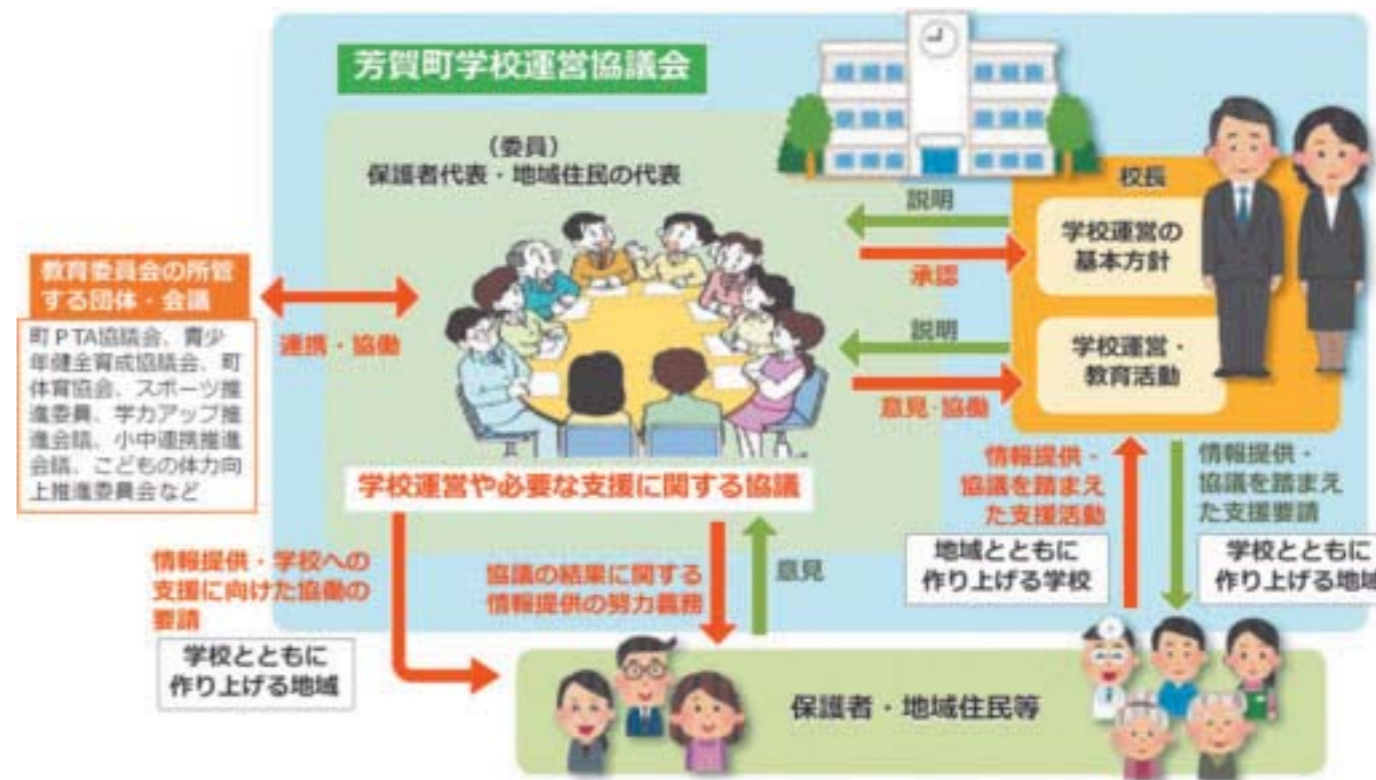 芳賀町学校運営協議会
（委員）
保護者代表・地域住民の代表
校長
説明
学校運営の
基本方針
承認
教育委員会の所管
する団体・会議
町PTA協議会、青少
年健全育成協議会、町
体育協会、スポーツ推
進委員、学力アップ推
進会議、小中連携推進
会議、こどもの体力向
上推進委員会など
連携・協働
説明
学校運営・
教育活動
意見・協働
学校運営や必要な支援に関する協議
情報提供・
協議を踏まえ
た支援活動
情報提供・
協議を踏まえ
た支援要請
地域とともに
作り上げる学校
学校とともに
作り上げる地域
情報提供・学校への
支援に向けた協働の
要請
協議の結果に関する
情報提供の努力義務
意見
学校とともに
作り上げる地域
保護者・地域住民等